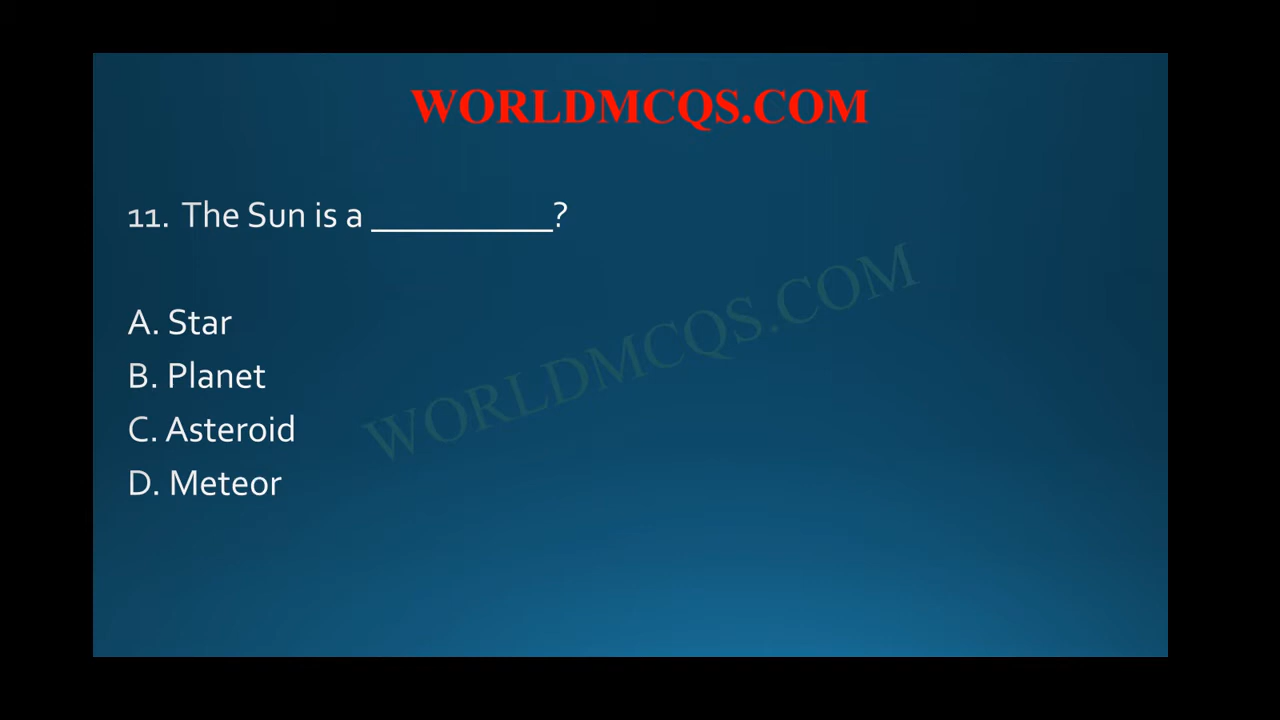 WORLDMCQS.COM
11. The Sun is a __________?
A. Star
B. Planet
WORLDMCQS.COM
C. Asteroid
D. Meteor